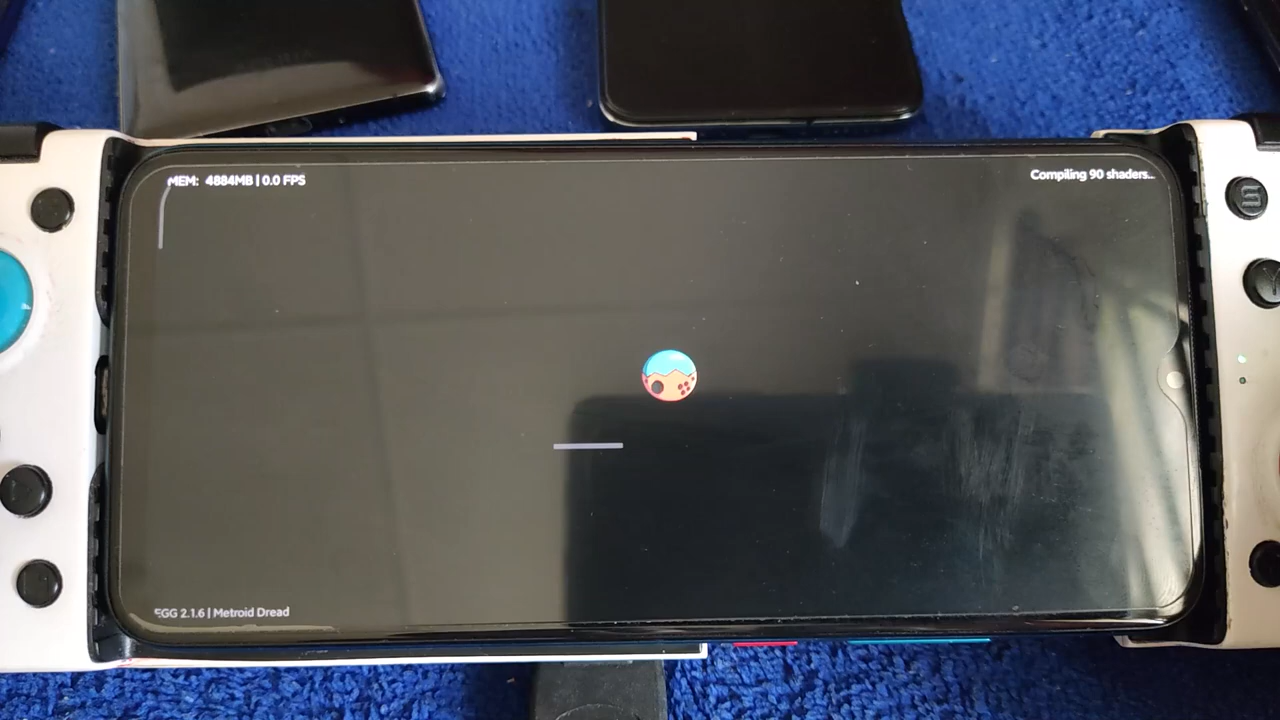 MEM: 4884MB | 0.0 FPS
Compiling 90 shaders...
EGG 2.1.6 | Metroid Dread